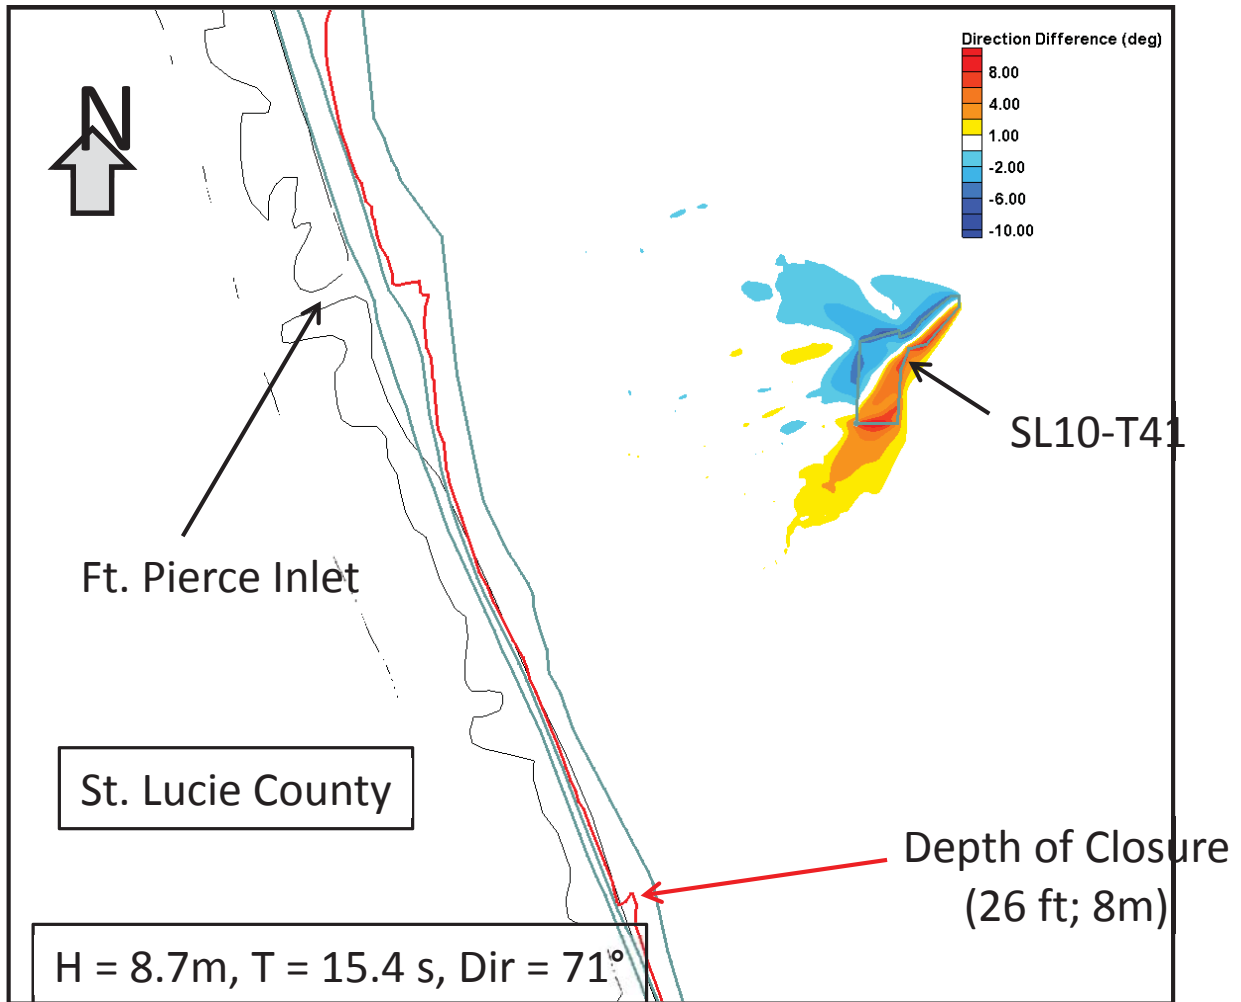 Direction Difference (deg)
8.00
4.00
1.00
-2.00
-6.00
-10.00
N
SL10-T41
Ft. Pierce Inlet
St. Lucie County
Depth of Closure
(26 ft; 8m)
H = 8.7m, T = 15.4 s, Dir = 71°